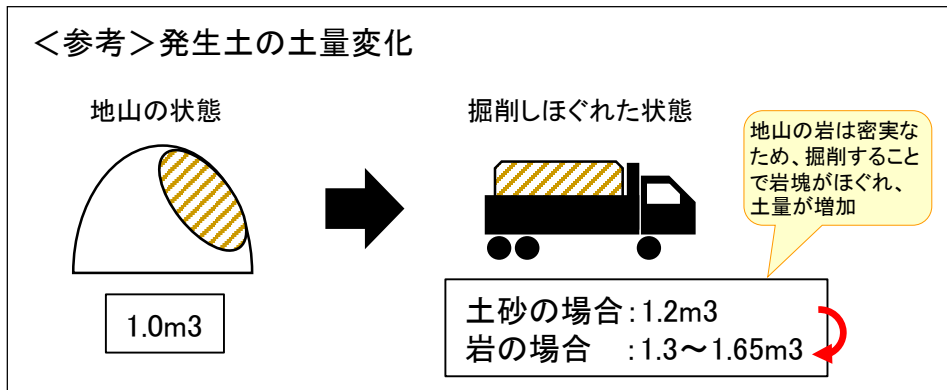 ＜参考＞発生土の土量変化
地山の状態
掘削しほぐれた状態
地山の岩は密実な
ため、掘削すること
で岩塊がほぐれ、
土量が増加
1.0m3
土砂の場合：1.2m3
岩の場合　：1.3～1.65m3